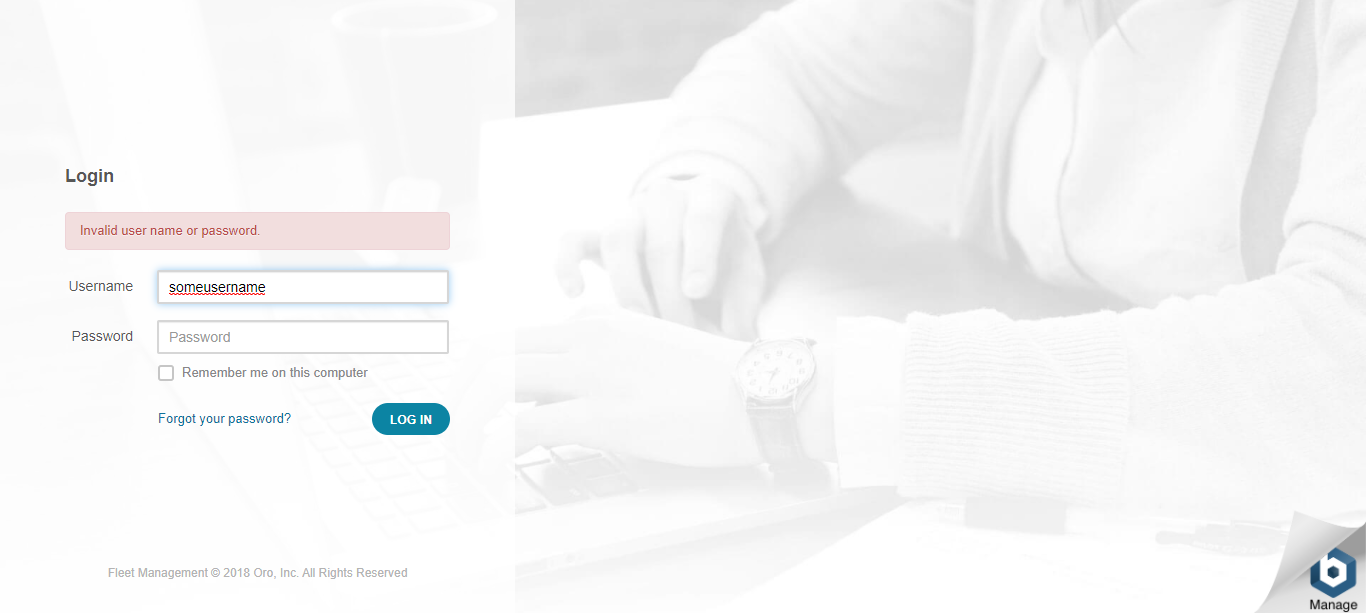 Login
Invalid user name or password.
Username
someusername
Password
Password
Remember me on this computer
Forgot your password?
LOG IN
Fleet Management © 2018 Oro, Inc. All Rights Reserved
b
Manage